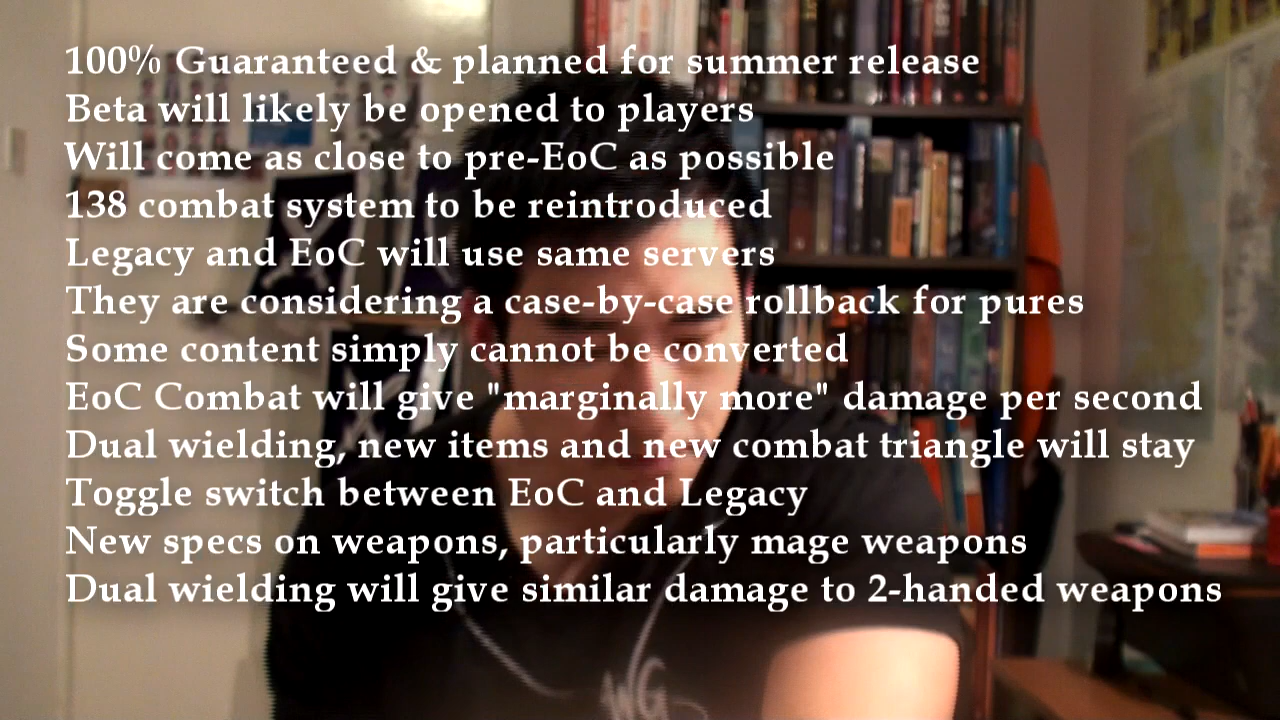 100% Guaranteed & planned for summer release
Beta will likely be opened to players
Will come as close to pre-EoC as possible
138 combat system to be reintroduced
Legacy and EoC will use same servers
They are considering a case-by-case rollback for pures
Some content simply cannot be converted
EoC Combat will give "marginally more" damage per second
Dual wielding, new items and new combat triangle will stay
Toggle switch between EoC and Legacy
New specs on weapons, particularly mage weapons
Dual wielding will give similar damage to 2-handed weapons
WG